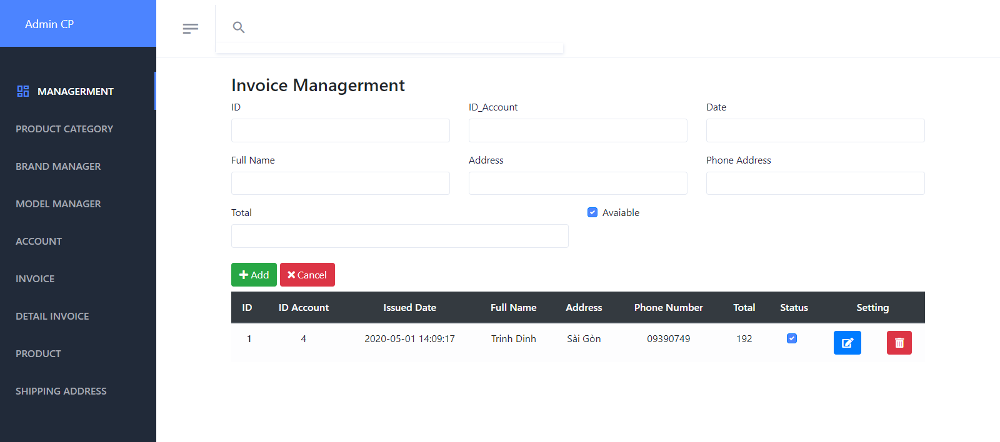 Admin CP
MANAGERMENT
PRODUCT CATEGORY
BRAND MANAGER
MODEL MANAGER
ACCOUNT
INVOICE
DETAIL INVOICE
PRODUCT
SHIPPING ADDRESS
Invoice Managerment
ID ID_Account Date
Full Name Address Phone Address
Total Avaiable
Add Cancel
ID ID Account Issued Date Full Name Address Phone Number Total Status Setting
1 4 2020-05-01 14:09:17 Trinh Dinh Sài Gòn 09390749 192